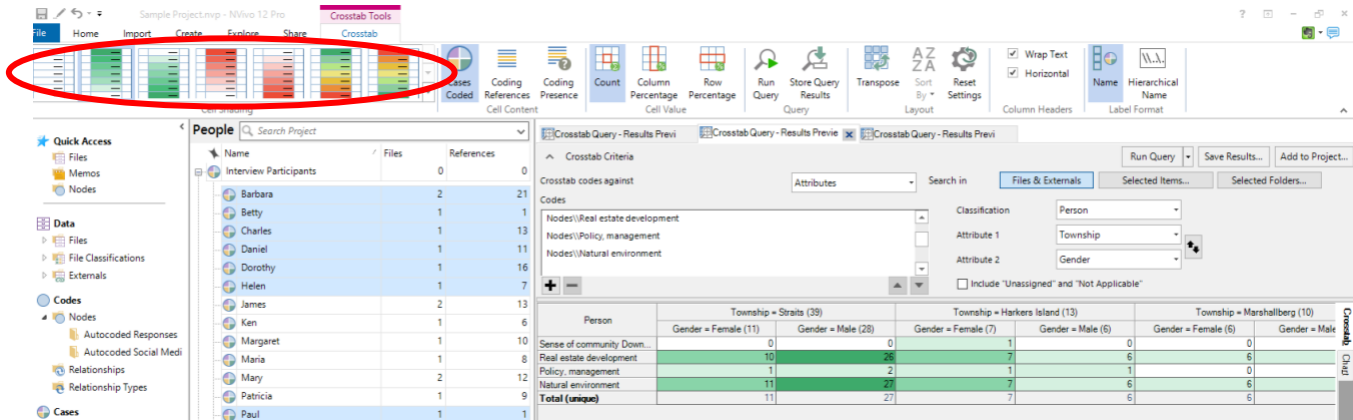 Sample Project.nvp - NVivo 12 Pro
Crosstab Tools
File Home Import Create Explore Share Crosstab
Cases Coded
Coding References
Coding Presence
Count
Column Percentage
Row Percentage
Run Query
Store Query Results
Transpose
Sort By
Reset Settings
Wrap Text
Horizontal
Name
Hierarchical Name
Cell Shading Cell Content Cell Value Query Layout Column Headers Label Format
Quick Access
Files
Memos
Nodes
Data
Files
File Classifications
Externals
Codes
Nodes
Autocoded Responses
Autocoded Social Medi
Relationships
Relationship Types
Cases
People Search Project
Name Files References
Interview Participants 0 0
Barbara 2 21
Betty 1 1
Charles 1 13
Daniel 1 11
Dorothy 1 16
Helen 1 7
James 2 13
Ken 1 6
Margaret 1 10
Maria 1 8
Mary 2 12
Patricia 1 9
Paul 1 1
Crosstab Query - Results Previ Crosstab Query - Results Previe Crosstab Query - Results Previ
Crosstab Criteria Run Query Save Results... Add to Project...
Crosstab codes against Attributes Search in Files & Externals Selected Items... Selected Folders...
Codes
Nodes\\Real estate development
Nodes\\Policy, management
Nodes\\Natural environment
Classification Person
Attribute 1 Township
Attribute 2 Gender
Include "Unassigned" and "Not Applicable"
Person Township = Straits (39) Township = Harkers Island (13) Township = Marshallberg (10)
Gender = Female (11) Gender = Male (28) Gender = Female (7) Gender = Male (6) Gender = Female (6) Gender = Male
Sense of community Down... 0 0 1 0 0
Real estate development 10 26 7 6 6
Policy, management 1 2 1 1 0
Natural environment 11 27 7 6 6
Total (unique) 11 27 7 6 6
Crosstab
Chart